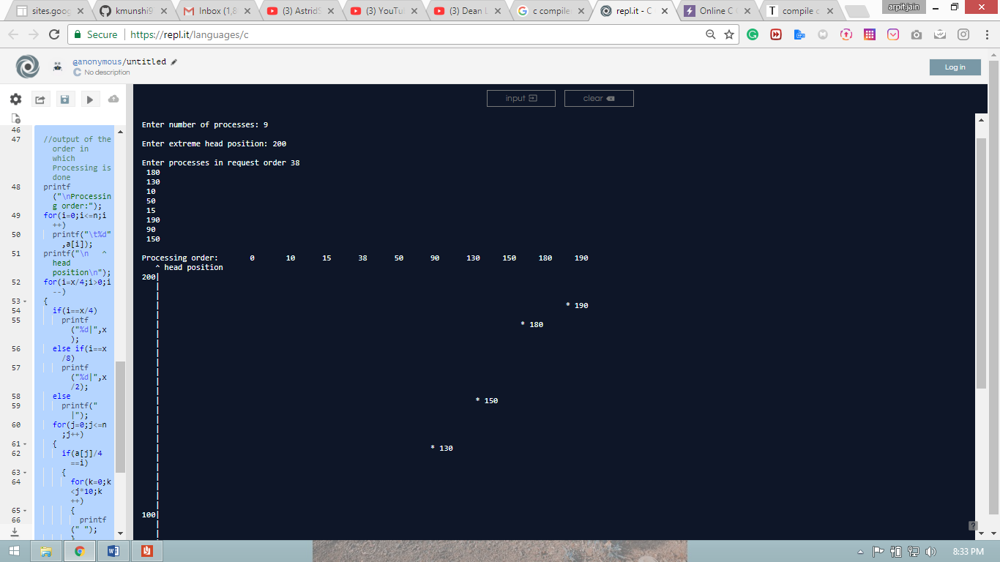 sites.goog
kmunshi9
Inbox (1,8
(3) AstridS
(3) YouTu
(3) Dean L
c compile
repl.it - C
Online C C
compile c
arpitjain
Secure
https://repl.it/languages/c
@anonymous/untitled
C No description
Log in
input
clear
46
47 //output of the
order in
which
Processing is
done
48 printf
("\nProcessin
g order:");
49 for(i=0;i<=n;i
++)
50 printf("\t%d"
,a[i]);
51 printf("\n   ^
head
position\n");
52 for(i=x/4;i>0;i
--)
53 {
54 if(i==x/4)
55 printf
("%d|",x
);
56 else if(i==x
/8)
57 printf
("%d|",x
/2);
58 else
59 printf("
|");
60 for(j=0;j<=n
;j++)
61 {
62 if(a[j]/4
==i)
63 {
64 for(k=0;k
<j*10;k
++)
65 {
66 printf
(" ");
}
Enter number of processes: 9
Enter extreme head position: 200
Enter processes in request order 38
180
130
10
50
15
190
90
150
Processing order: 0 10 15 38 50 90 130 150 180 190
^ head position
200|
* 190
* 180
* 150
* 130
100|
?
8:33 PM